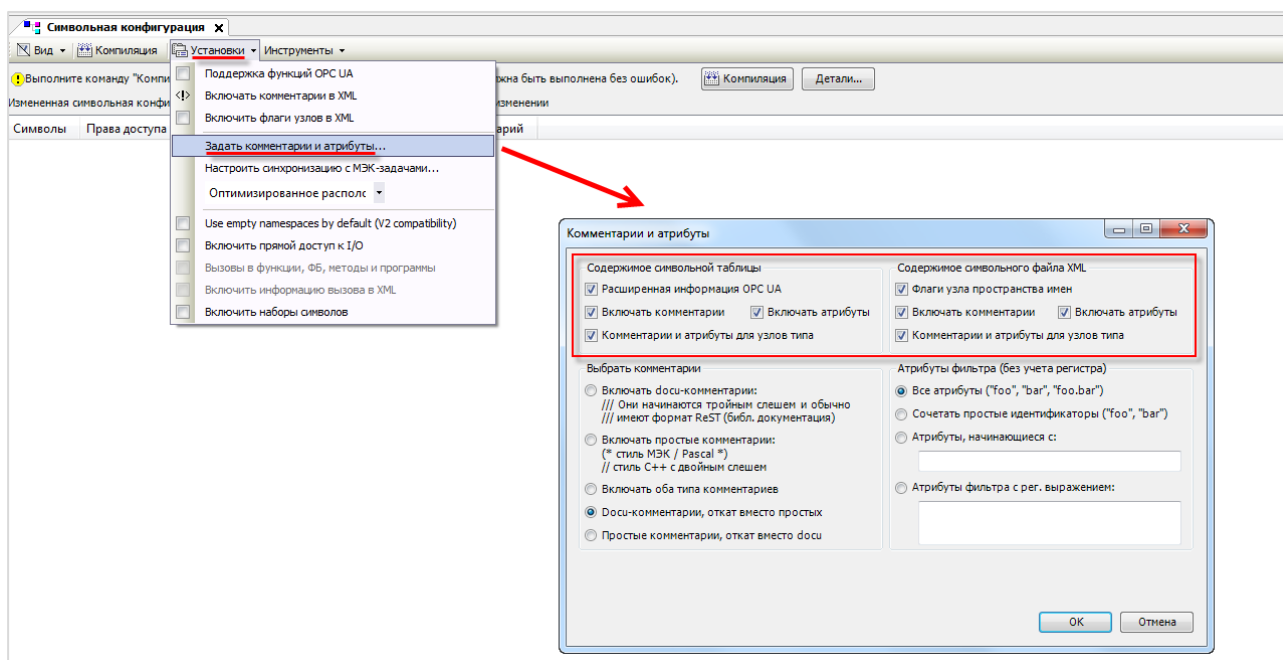 Символьная конфигурация X
Вид Компиляция Установки Инструменты
Выполните команду "Компи
жна быть выполнена без ошибок). Компиляция Детали...
Измененная символьная конфи
изменении
Символы Права доступа
арий
Поддержка функций OPC UA
Включать комментарии в XML
Включить флаги узлов в XML
Задать комментарии и атрибуты...
Настроить синхронизацию с МЭК-задачами...
Оптимизированное располо
Use empty namespaces by default (V2 compatibility)
Включить прямой доступ к I/O
Вызовы в функции, ФБ, методы и программы
Включить информацию вызова в XML
Включить наборы символов
Комментарии и атрибуты
Содержимое символьной таблицы
Расширенная информация OPC UA
Включать комментарии Включать атрибуты
Комментарии и атрибуты для узлов типа
Содержимое символьного файла XML
Флаги узла пространства имен
Включать комментарии Включать атрибуты
Комментарии и атрибуты для узлов типа
Выбрать комментарии
Включать docu-комментарии:
/// Они начинаются тройным слешем и обычно
/// имеют формат ReST (библ. документация)
Включать простые комментарии:
(* стиль МЭК / Pascal *)
// стиль C++ с двойным слешем
Включать оба типа комментариев
Docu-комментарии, откат вместо простых
Простые комментарии, откат вместо docu
Атрибуты фильтра (без учета регистра)
Все атрибуты ("foo", "bar", "foo.bar")
Сочетать простые идентификаторы ("foo", "bar")
Атрибуты, начинающиеся с:
Атрибуты фильтра с рег. выражением:
OK Отмена